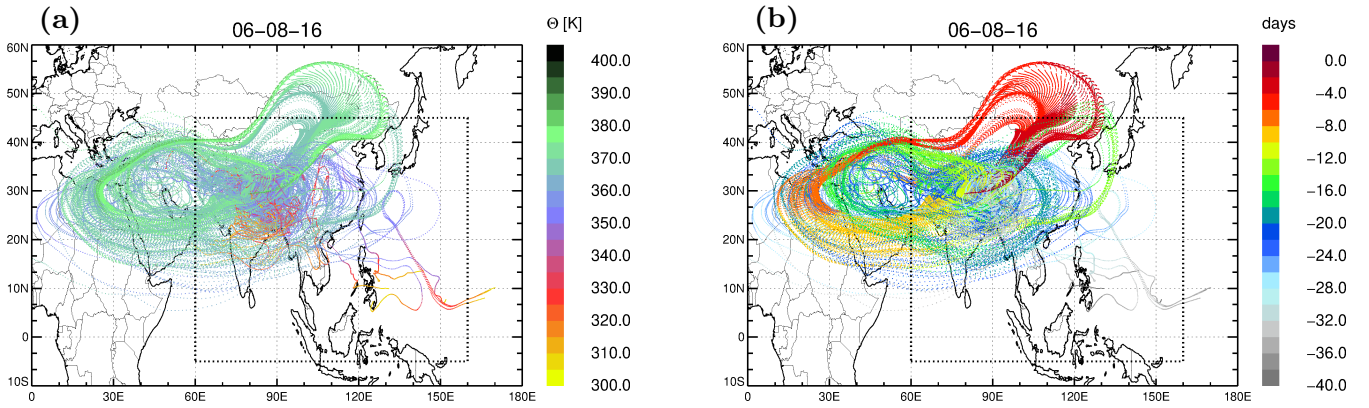 (a)
06-08-16
Θ [K]
60N
50N
40N
30N
20N
10N
0
10S
0
30E
60E
90E
120E
150E
180E
400.0
390.0
380.0
370.0
360.0
350.0
340.0
330.0
320.0
310.0
300.0
(b)
06-08-16
days
60N
50N
40N
30N
20N
10N
0
10S
0
30E
60E
90E
120E
150E
180E
0.0
−4.0
−8.0
−12.0
−16.0
−20.0
−24.0
−28.0
−32.0
−36.0
−40.0